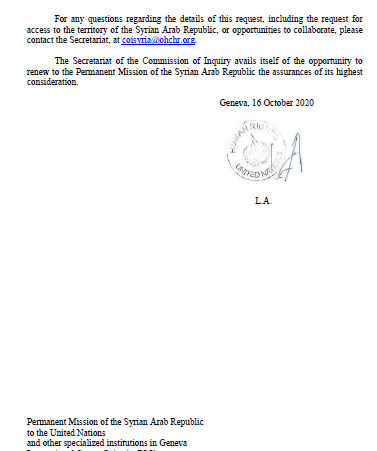 For any questions regarding the details of this request, including the request for
access to the territory of the Syrian Arab Republic, or opportunities to collaborate, please
contact the Secretariat, at coisyria@ohchr.org.
The Secretariat of the Commission of Inquiry avails itself of the opportunity to
renew to the Permanent Mission of the Syrian Arab Republic the assurances of its highest
consideration.
Geneva, 16 October 2020
HUMAN
UNITED
L.A.
Permanent Mission of the Syrian Arab Republic
to the United Nations
and other specialized institutions in Geneva